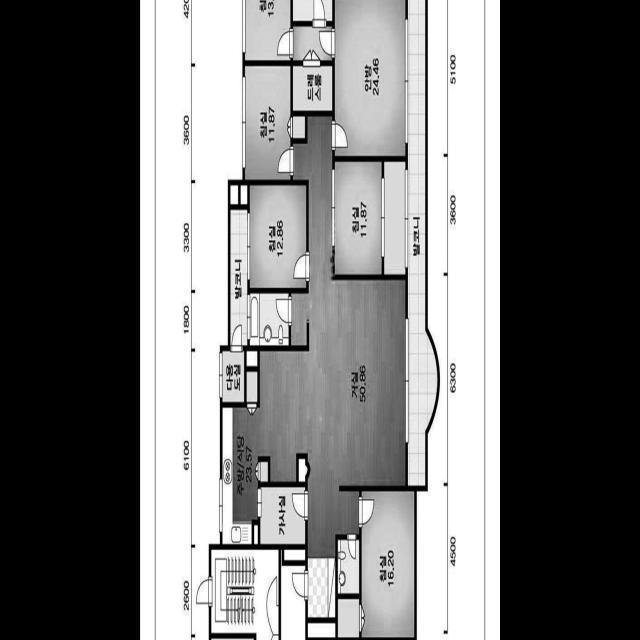 4200
3600
3300
1800
6100
2600
침실
13.
드레스룸
안방
24.46
침실
11.87
침실
12.86
침실
11.87
발코니
발코니
다용도실
거실
50.86
주방/식당
23.57
가사실
침실
16.20
5100
3600
6300
4500